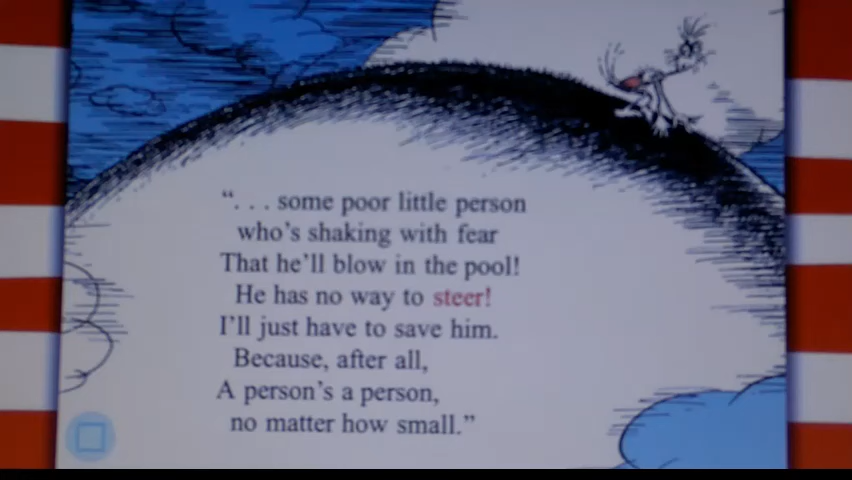 “. . . some poor little person
who’s shaking with fear
That he’ll blow in the pool!
He has no way to steer!
I’ll just have to save him.
Because, after all,
A person’s a person,
no matter how small.”